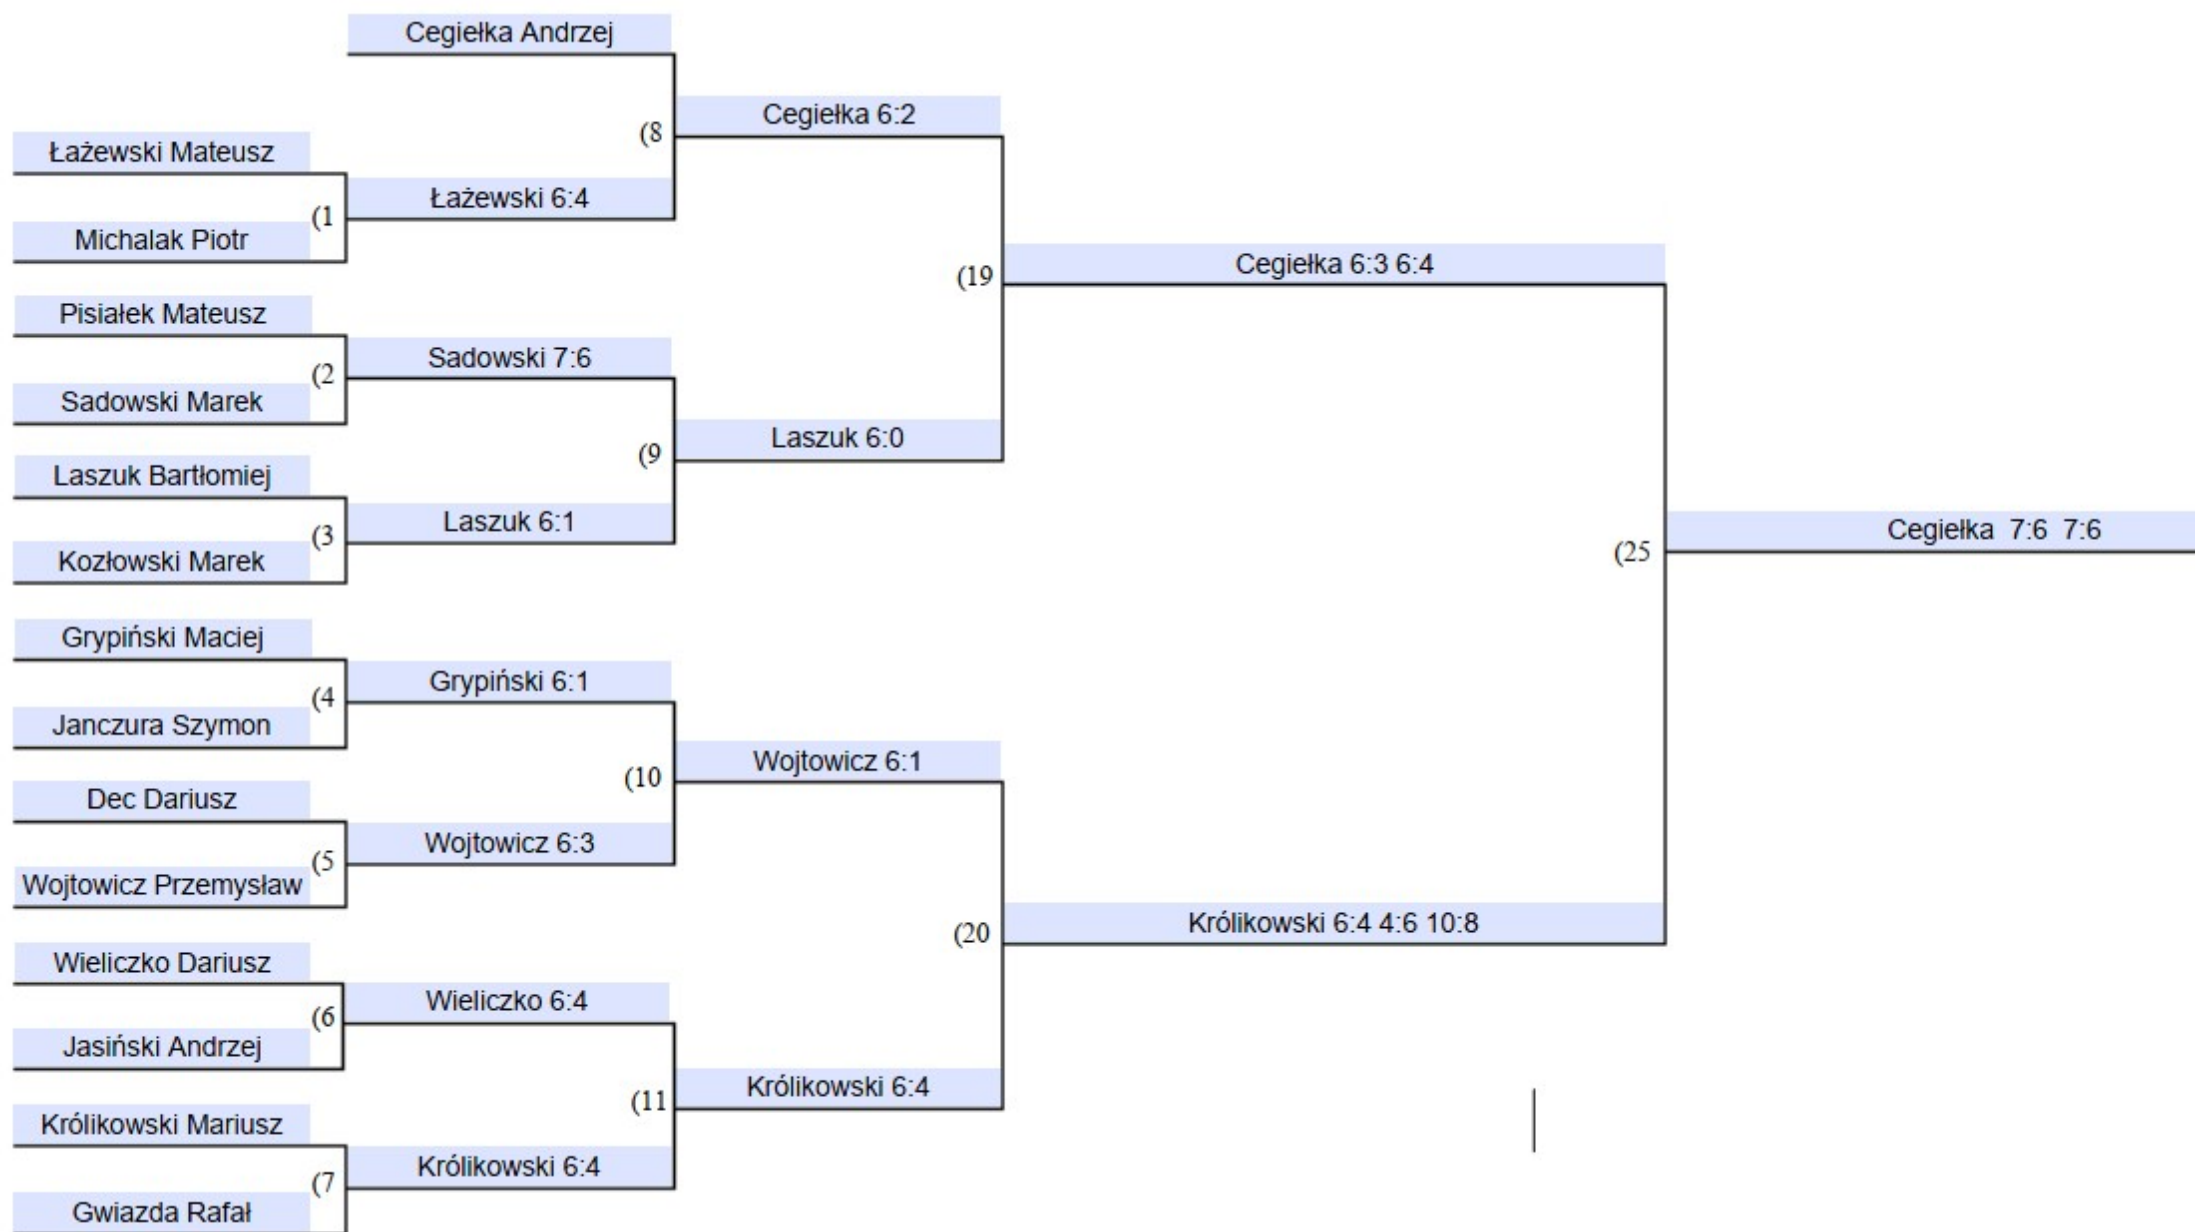 Cegiełka Andrzej
(8
Cegiełka 6:2
Łażewski Mateusz
(1
Łażewski 6:4
Michalak Piotr
(19
Cegiełka 6:3 6:4
Pisiałek Mateusz
(2
Sadowski 7:6
Sadowski Marek
(9
Laszuk 6:0
Laszuk Bartłomiej
(3
Laszuk 6:1
Kozłowski Marek
(25
Cegiełka 7:6 7:6
Grypiński Maciej
(4
Grypiński 6:1
Janczura Szymon
(10
Wojtowicz 6:1
Dec Dariusz
(5
Wojtowicz 6:3
Wojtowicz Przemysław
(20
Królikowski 6:4 4:6 10:8
Wieliczko Dariusz
(6
Wieliczko 6:4
Jasiński Andrzej
(11
Królikowski 6:4
Królikowski Mariusz
(7
Królikowski 6:4
Gwiazda Rafał